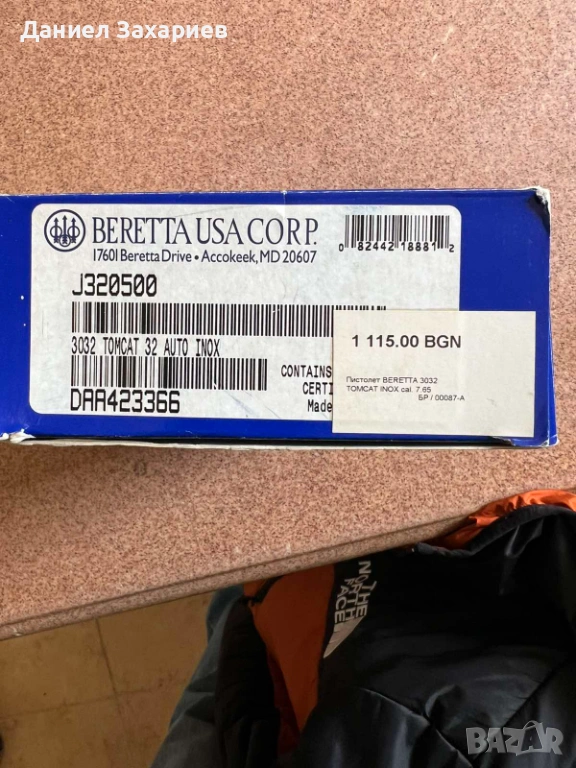 Даниел Захариев
BERETTA USA CORP.
17601 Beretta Drive • Accokeek, MD 20607
0 82442 18881 2
J320500
3032 TOMCAT 32 AUTO INOX
CONTAINS
CERTI
DAA423366
Made
1 115.00 BGN
Пистолет BERETTA 3032
TOMCAT INOX cal. 7.65
БР / 00087-A
THE
NORTH
FACE
BAZAR